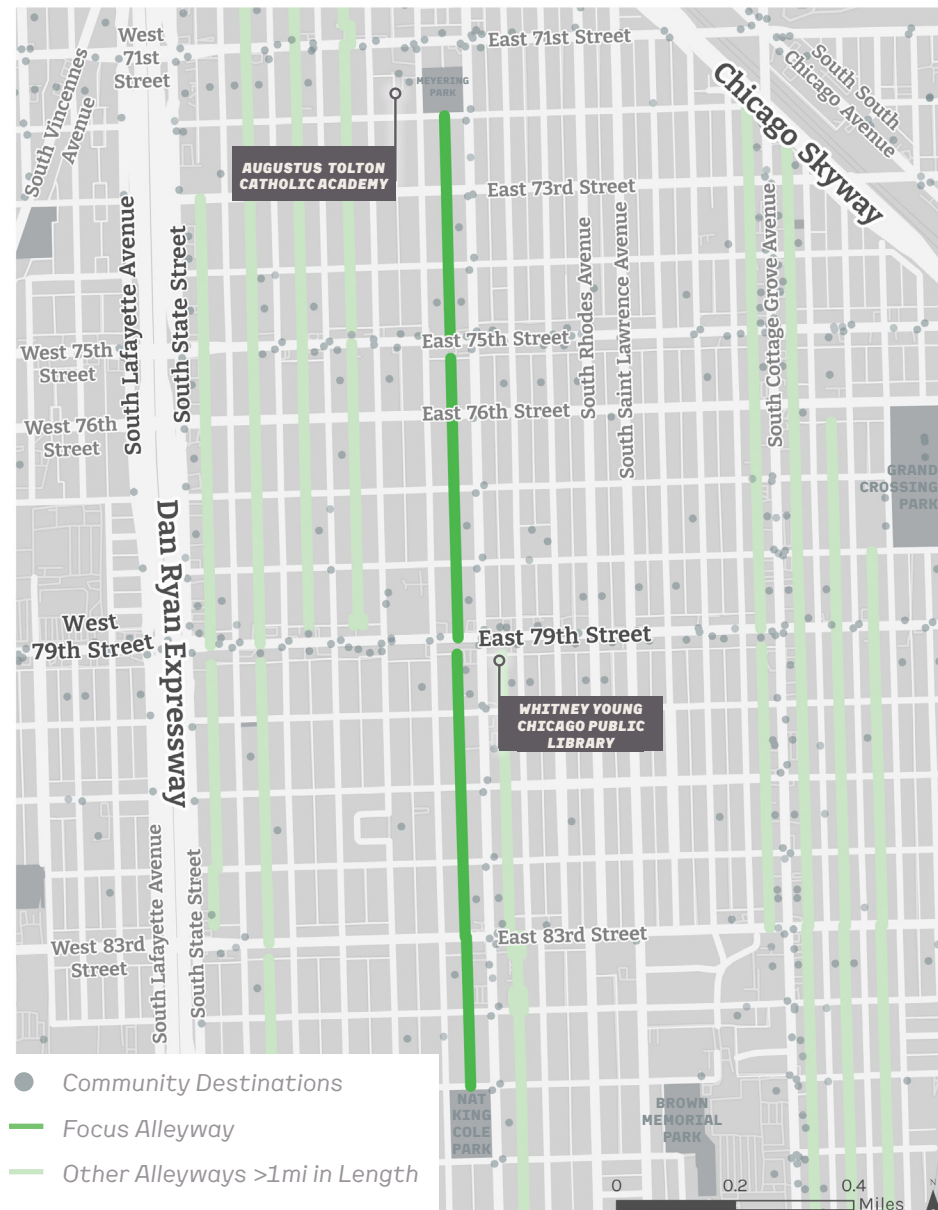 West
71st
Street
East 71st Street
South Vincennes
Avenue
MEYERING
PARK
South South
Chicago Avenue
Chicago Skyway
AUGUSTUS TOLTON
CATHOLIC ACADEMY
East 73rd Street
South Lafayette Avenue
South State Street
South Rhodes Avenue
South Saint Lawrence Avenue
South Cottage Grove Avenue
West 75th
Street
East 75th Street
West 76th
Street
East 76th Street
GRAND
CROSSING
PARK
Dan Ryan Expressway
West
79th Street
East 79th Street
WHITNEY YOUNG
CHICAGO PUBLIC
LIBRARY
South Lafayette Avenue
South State Street
West 83rd
Street
East 83rd Street
NAT
KING
COLE
PARK
BROWN
MEMORIAL
PARK
Community Destinations
Focus Alleyway
Other Alleyways >1mi in Length
0 0.2 0.4
Miles
N